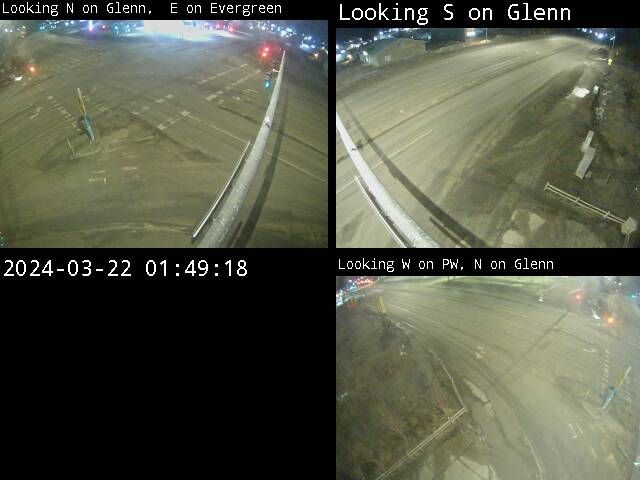 Looking N on Glenn,  E on Evergreen
Looking S on Glenn
2024-03-22 01:49:18
Looking W on PW, N on Glenn